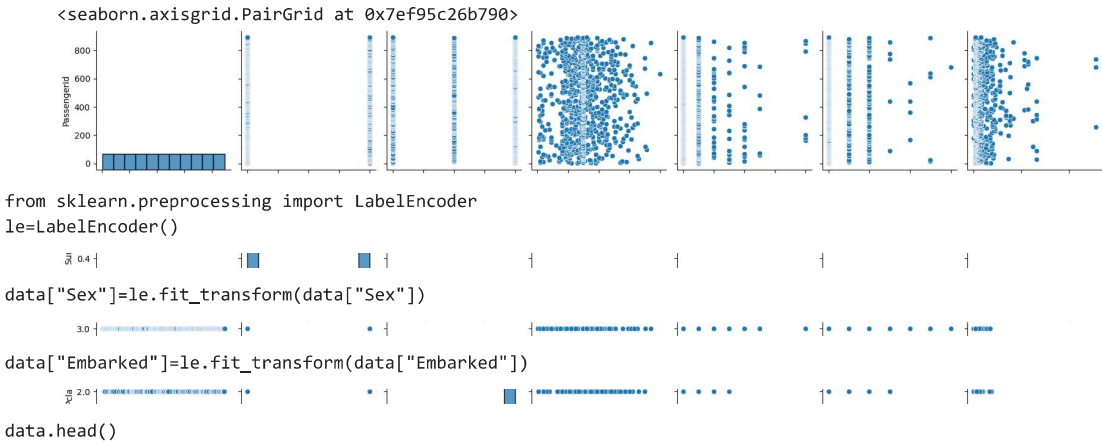 <seaborn.axisgrid.PairGrid at 0x7ef95c26b790>
800
600
400
200
0
PassengerId
from sklearn.preprocessing import LabelEncoder
le=LabelEncoder()
0.4
data["Sex"]=le.fit_transform(data["Sex"])
3.0
data["Embarked"]=le.fit_transform(data["Embarked"])
2.0
data.head()